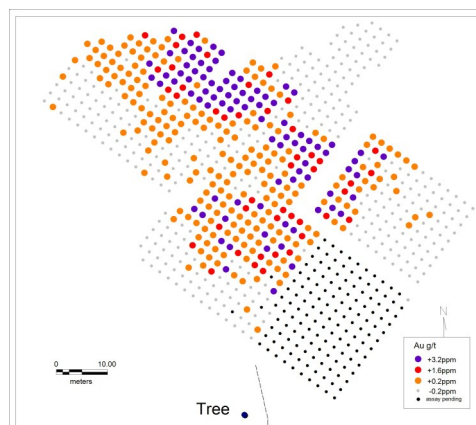 N
Au g/t
+3.2ppm
+1.6ppm
+0.2ppm
-0.2ppm
assay pending
0 10.00
meters
Tree